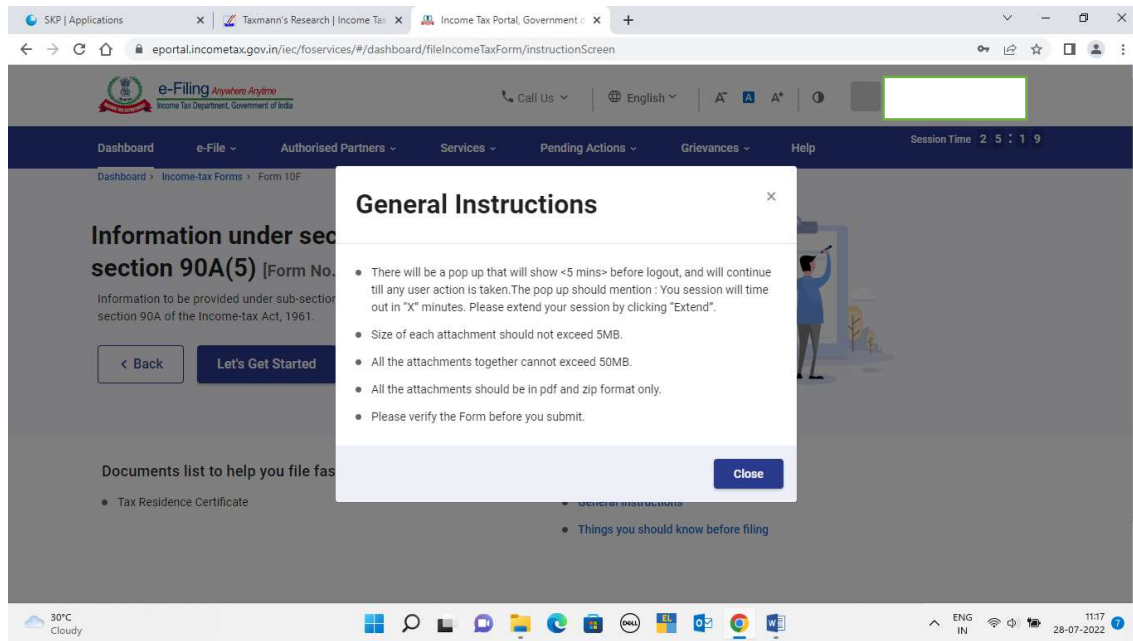 SKP | Applications
Taxmann's Research | Income Tax
Income Tax Portal, Government o
eportal.incometax.gov.in/iec/foservices/#/dashboard/fileIncomeTaxForm/instructionScreen
e-Filing Anywhere Anytime
Income Tax Department, Government of India
Call Us
English
A-
A
A+
Dashboard
e-File
Authorised Partners
Services
Pending Actions
Grievances
Help
Session Time 2 5 : 1 9
Dashboard > Income-tax Forms > Form 10F
Information under sec
section 90A(5) [Form No.
Information to be provided under sub-section
section 90A of the Income-tax Act, 1961.
< Back
Let's Get Started
General Instructions
There will be a pop up that will show <5 mins> before logout, and will continue
till any user action is taken.The pop up should mention : You session will time
out in "X" minutes. Please extend your session by clicking "Extend".
Size of each attachment should not exceed 5MB.
All the attachments together cannot exceed 50MB.
All the attachments should be in pdf and zip format only.
Please verify the Form before you submit.
Close
Documents list to help you file fas
Tax Residence Certificate
General Instructions
Things you should know before filing
30°C
Cloudy
DELL
EL
ENG
IN
11:17
28-07-2022
7